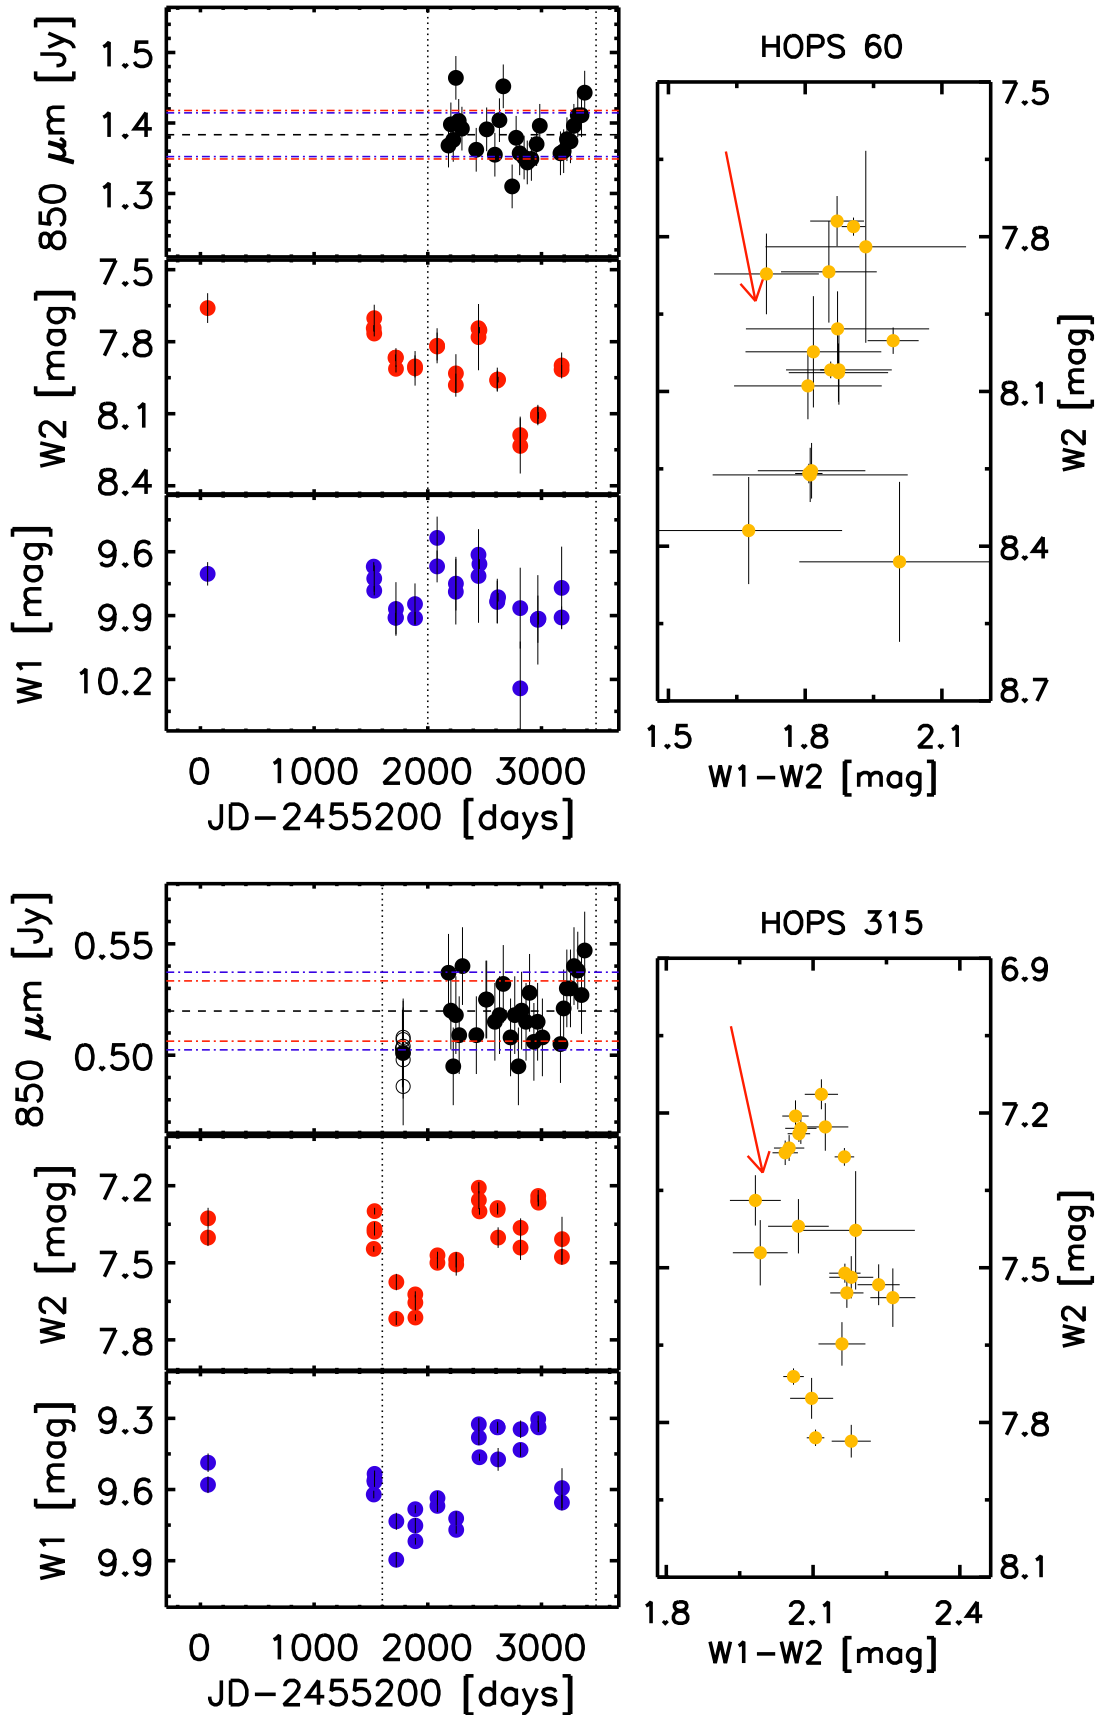 HOPS 60
850 μm [Jy]
1.5
1.4
1.3
W2 [mag]
7.5
7.8
8.1
8.4
W1 [mag]
9.6
9.9
10.2
0 1000 2000 3000
JD−2455200 [days]
7.5
7.8
8.1
8.4
8.7
W2 [mag]
1.5 1.8 2.1
W1−W2 [mag]
HOPS 315
850 μm [Jy]
0.55
0.50
W2 [mag]
7.2
7.5
7.8
W1 [mag]
9.3
9.6
9.9
0 1000 2000 3000
JD−2455200 [days]
6.9
7.2
7.5
7.8
8.1
W2 [mag]
1.8 2.1 2.4
W1−W2 [mag]